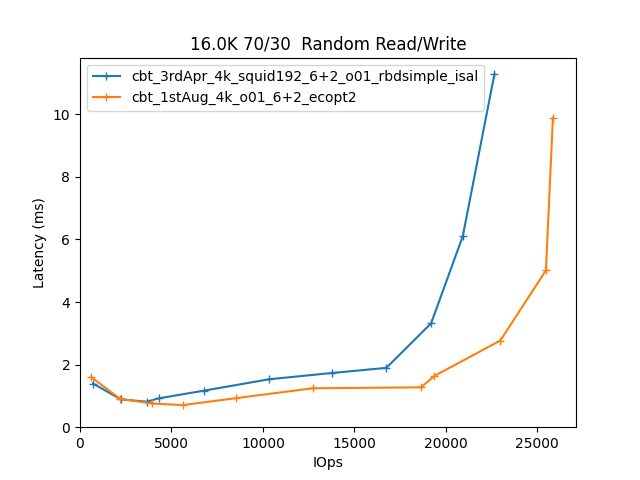 16.0K 70/30  Random Read/Write
cbt_3rdApr_4k_squid192_6+2_o01_rbdsimple_isal
cbt_1stAug_4k_o01_6+2_ecopt2
Latency (ms)
10
8
6
4
2
0
0 5000 10000 15000 20000 25000
IOps